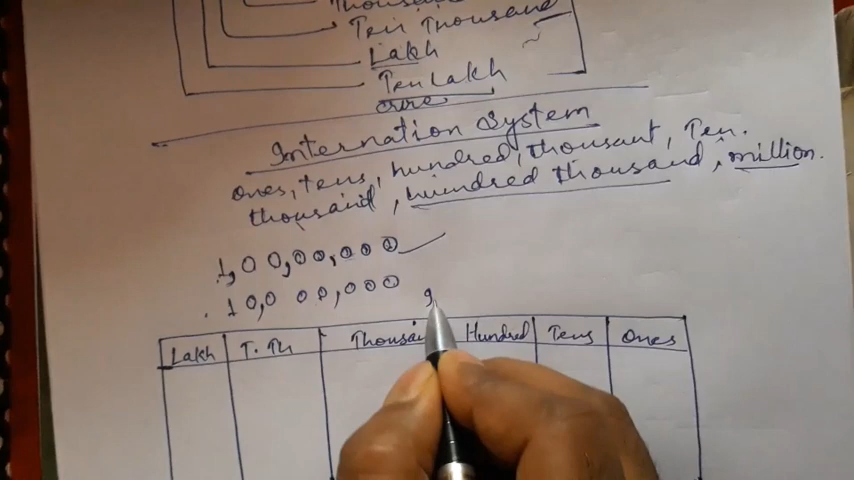 Thousand
Ten Thousand
Lakh
Ten Lakh
crore
Internation System
ones, tens, hundred, thousant, Ten.
thousand, hundred thousand, million.
1,00,00,000
10,000,000
Lakh T.Th Hundred Tens Ones